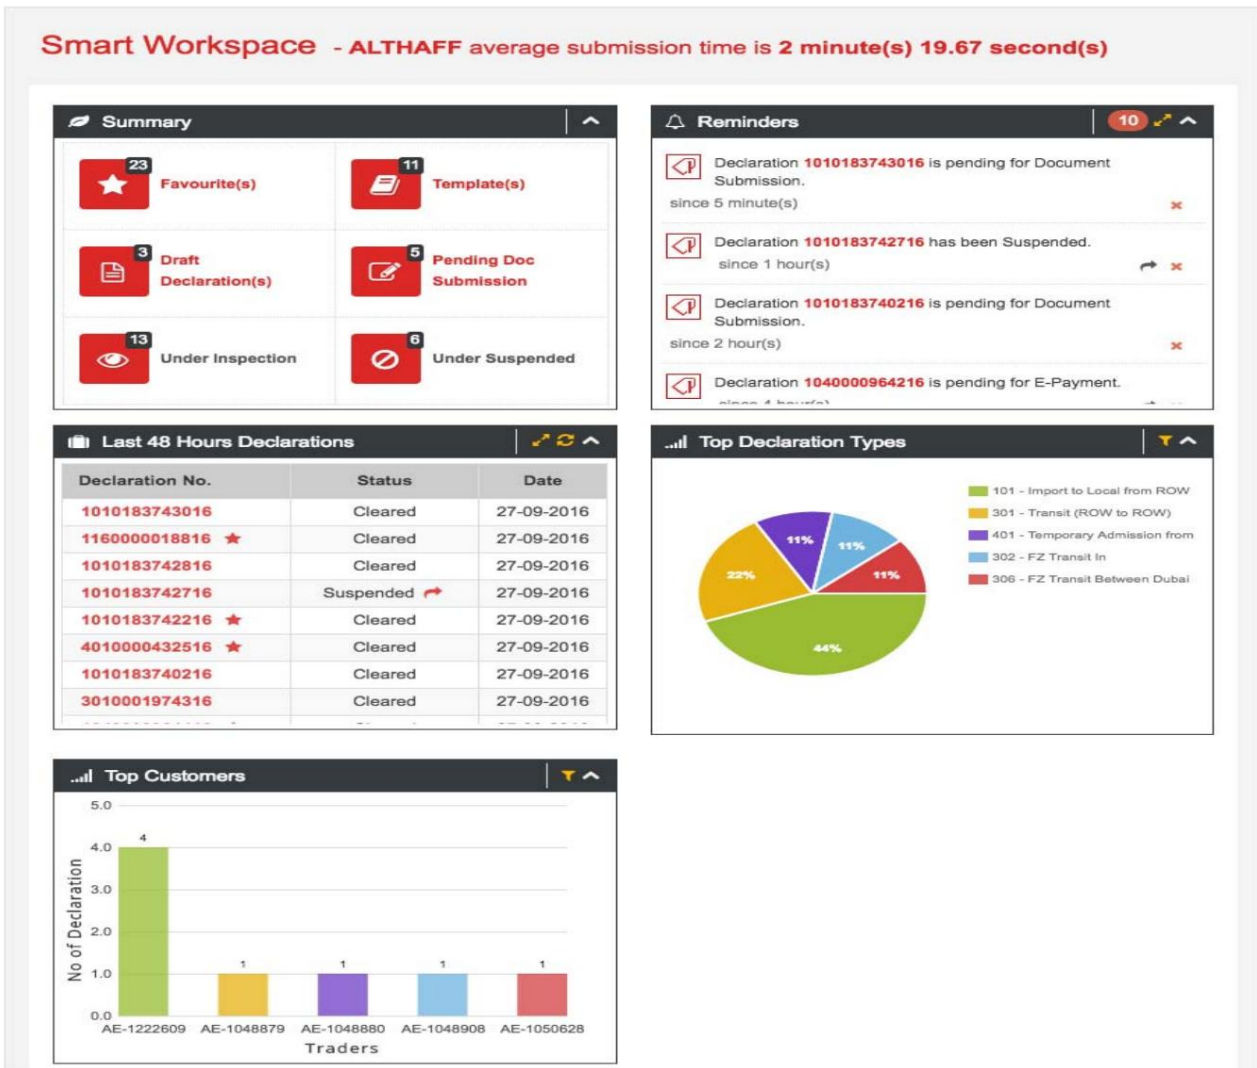 Smart Workspace - ALTHAFF average submission time is 2 minute(s) 19.67 second(s)
Summary
23
Favourite(s)
11
Template(s)
3
Draft
Declaration(s)
5
Pending Doc
Submission
13
Under Inspection
6
Under Suspended
Reminders
10
Declaration 1010183743016 is pending for Document
Submission.
since 5 minute(s)
Declaration 1010183742716 has been Suspended.
since 1 hour(s)
Declaration 1010183740216 is pending for Document
Submission.
since 2 hour(s)
Declaration 1040000964216 is pending for E-Payment.
Last 48 Hours Declarations
Declaration No. Status Date
1010183743016 Cleared 27-09-2016
1160000018816 Cleared 27-09-2016
1010183742816 Cleared 27-09-2016
1010183742716 Suspended 27-09-2016
1010183742216 Cleared 27-09-2016
4010000432516 Cleared 27-09-2016
1010183740216 Cleared 27-09-2016
3010001974316 Cleared 27-09-2016
Top Declaration Types
101 - Import to Local from ROW
301 - Transit (ROW to ROW)
401 - Temporary Admission from
302 - FZ Transit In
306 - FZ Transit Between Dubai
11%
11%
22%
11%
44%
Top Customers
No of Declaration
5.0
4.0
3.0
2.0
1.0
0.0
4
1
1
1
1
AE-1222609 AE-1048879 AE-1048880 AE-1048908 AE-1050628
Traders